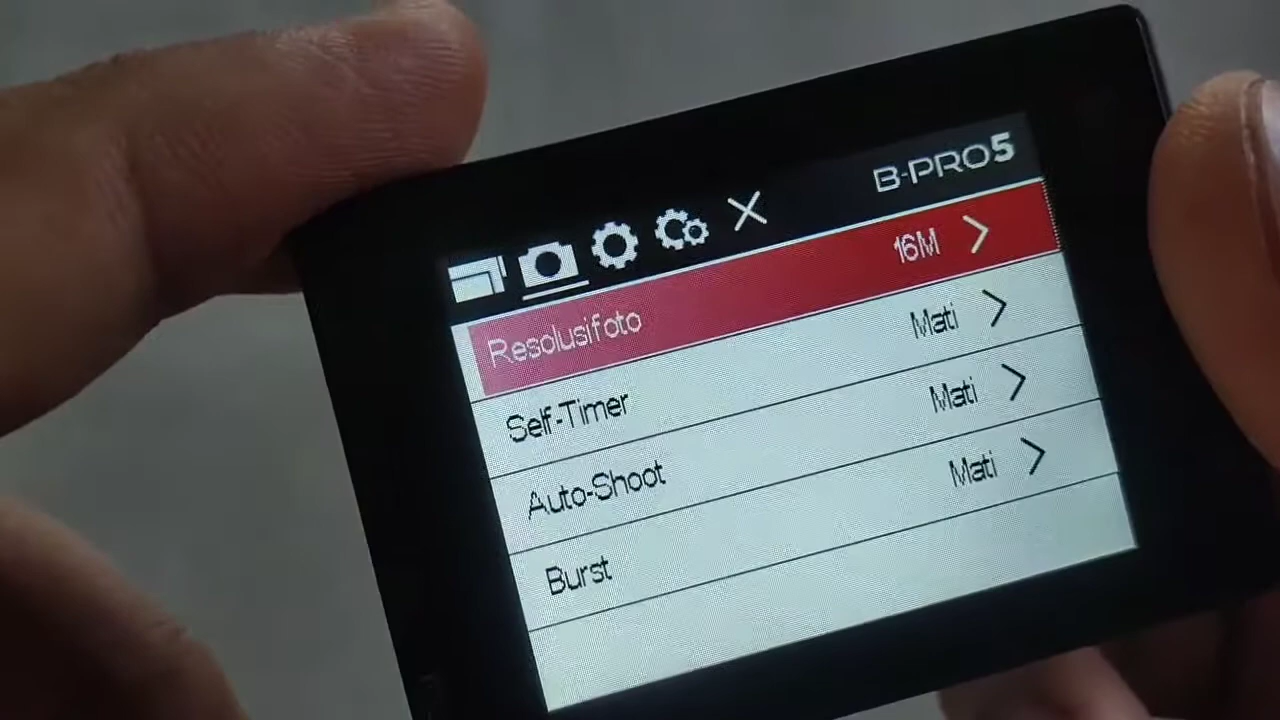 B-PRO5
Resolusifoto 16M
Self-Timer Mati
Auto-Shoot Mati
Burst Mati